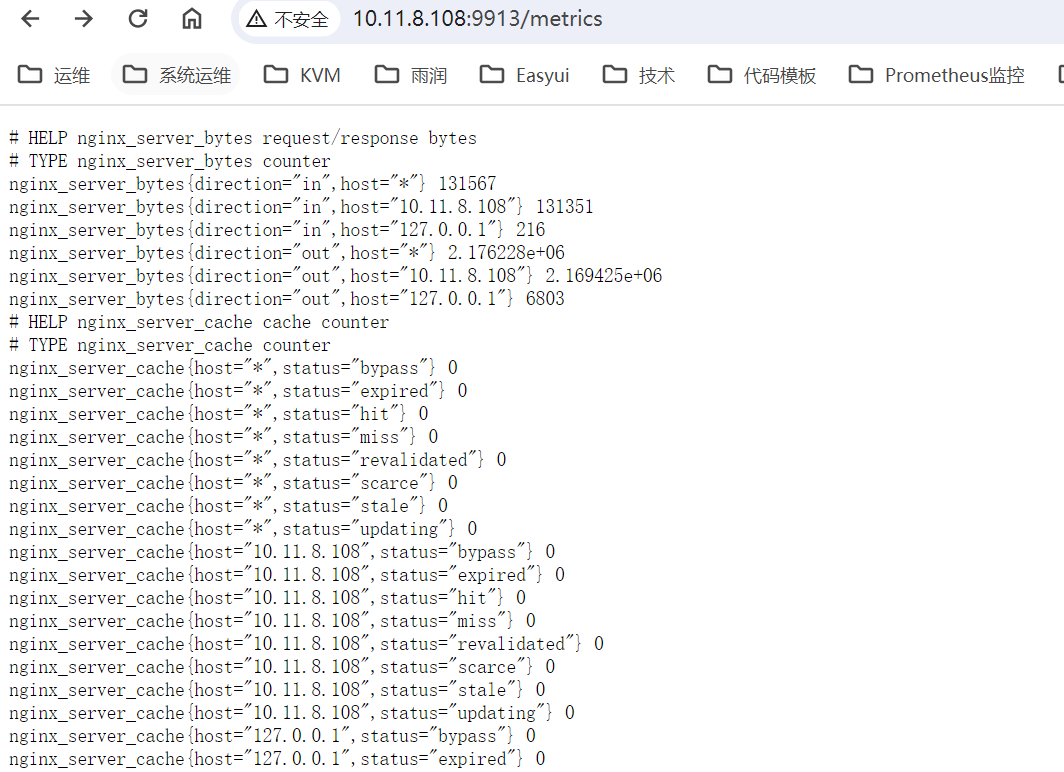 不安全 10.11.8.108:9913/metrics
运维 系统运维 KVM 雨润 Easyui 技术 代码模板 Prometheus监控
# HELP nginx_server_bytes request/response bytes
# TYPE nginx_server_bytes counter
nginx_server_bytes{direction="in",host="*"} 131567
nginx_server_bytes{direction="in",host="10.11.8.108"} 131351
nginx_server_bytes{direction="in",host="127.0.0.1"} 216
nginx_server_bytes{direction="out",host="*"} 2.176228e+06
nginx_server_bytes{direction="out",host="10.11.8.108"} 2.169425e+06
nginx_server_bytes{direction="out",host="127.0.0.1"} 6803
# HELP nginx_server_cache cache counter
# TYPE nginx_server_cache counter
nginx_server_cache{host="*",status="bypass"} 0
nginx_server_cache{host="*",status="expired"} 0
nginx_server_cache{host="*",status="hit"} 0
nginx_server_cache{host="*",status="miss"} 0
nginx_server_cache{host="*",status="revalidated"} 0
nginx_server_cache{host="*",status="scarce"} 0
nginx_server_cache{host="*",status="stale"} 0
nginx_server_cache{host="*",status="updating"} 0
nginx_server_cache{host="10.11.8.108",status="bypass"} 0
nginx_server_cache{host="10.11.8.108",status="expired"} 0
nginx_server_cache{host="10.11.8.108",status="hit"} 0
nginx_server_cache{host="10.11.8.108",status="miss"} 0
nginx_server_cache{host="10.11.8.108",status="revalidated"} 0
nginx_server_cache{host="10.11.8.108",status="scarce"} 0
nginx_server_cache{host="10.11.8.108",status="stale"} 0
nginx_server_cache{host="10.11.8.108",status="updating"} 0
nginx_server_cache{host="127.0.0.1",status="bypass"} 0
nginx_server_cache{host="127.0.0.1",status="expired"} 0